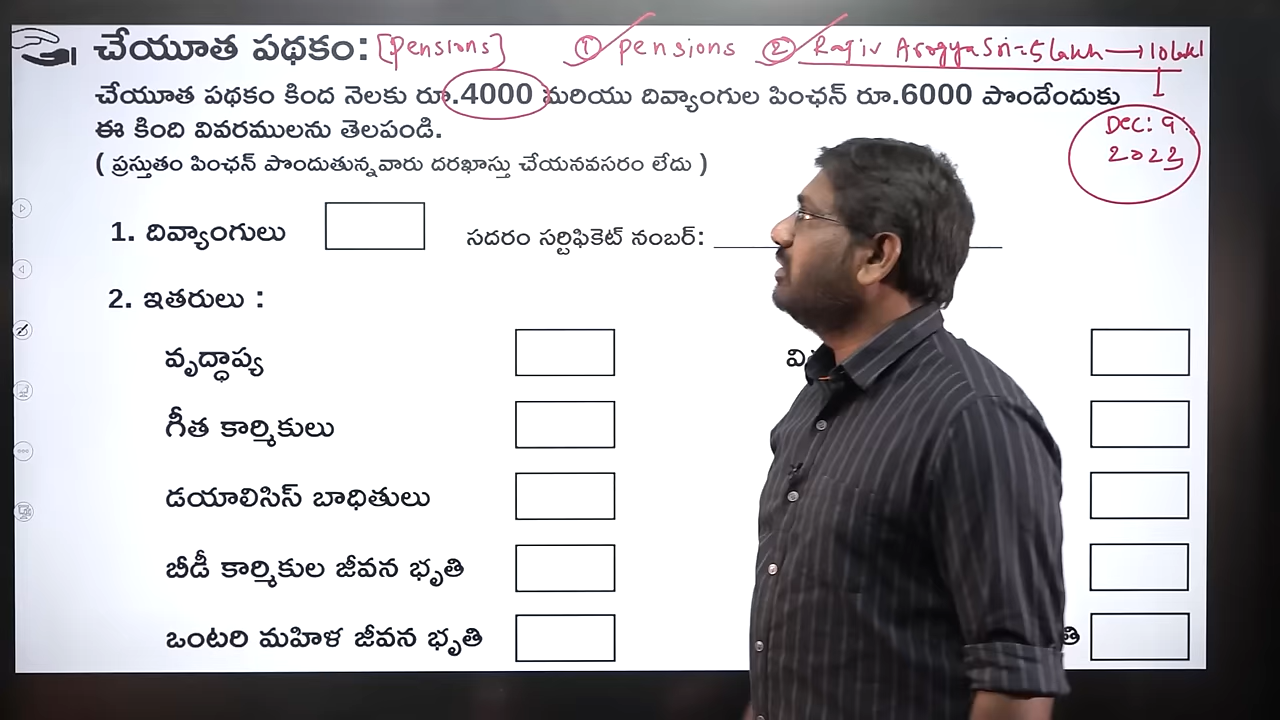 చేయూత పథకం: [Pensions] ① pensions ② Rajiv Arogya Sri = 5 lakh → 10 lakh
చేయూత పథకం కింద నెలకు రూ.4000 మరియు దివ్యాంగుల పింఛన్ రూ.6000 పొందేందుకు
ఈ కింది వివరములను తెలపండి.
Dec: 9
2023
( ప్రస్తుతం పింఛన్ పొందుతున్నవారు దరఖాస్తు చేయనవసరం లేదు )
1. దివ్యాంగులు సదరం సర్టిఫికెట్ నంబర్:
2. ఇతరులు :
వృద్ధాప్య
గీత కార్మికులు
డయాలిసిస్ బాధితులు
బీడీ కార్మికుల జీవన భృతి
ఒంటరి మహిళ జీవన భృతి